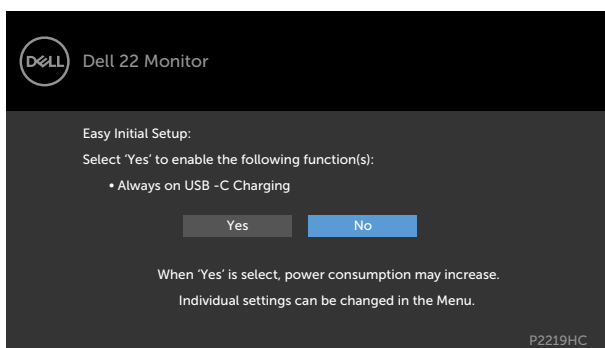 DELL
Dell 22 Monitor
Easy Initial Setup:
Select ‘Yes’ to enable the following function(s):
• Always on USB -C Charging
Yes No
When ‘Yes’ is select, power consumption may increase.
Individual settings can be changed in the Menu.
P2219HC